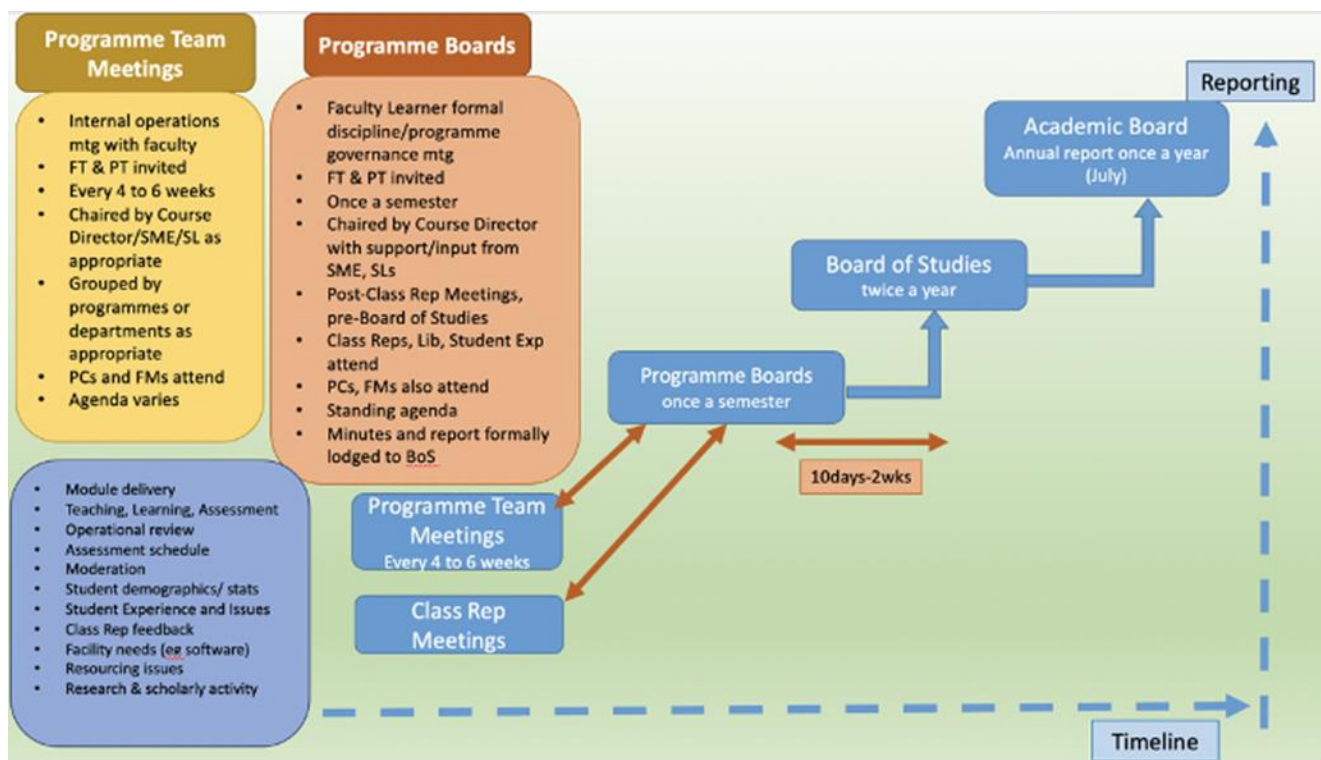 Programme Team
Meetings
• Internal operations
mtg with faculty
• FT & PT invited
• Every 4 to 6 weeks
• Chaired by Course
Director/SME/SL as
appropriate
• Grouped by
programmes or
departments as
appropriate
• PCs and FMs attend
• Agenda varies
Programme Boards
• Faculty Learner formal
discipline/programme
governance mtg
• FT & PT invited
• Once a semester
• Chaired by Course Director
with support/input from
SME, SLs
• Post-Class Rep Meetings,
pre-Board of Studies
• Class Reps, Lib, Student Exp
attend
• PCs, FMs also attend
• Standing agenda
• Minutes and report formally
lodged to BoS
• Module delivery
• Teaching, Learning, Assessment
• Operational review
• Assessment schedule
• Moderation
• Student demographics/ stats
• Student Experience and Issues
• Class Rep feedback
• Facility needs (eg software)
• Resourcing issues
• Research & scholarly activity
Programme Team
Meetings
Every 4 to 6 weeks
Class Rep
Meetings
Programme Boards
once a semester
10days-2wks
Board of Studies
twice a year
Academic Board
Annual report once a year
(July)
Reporting
Timeline